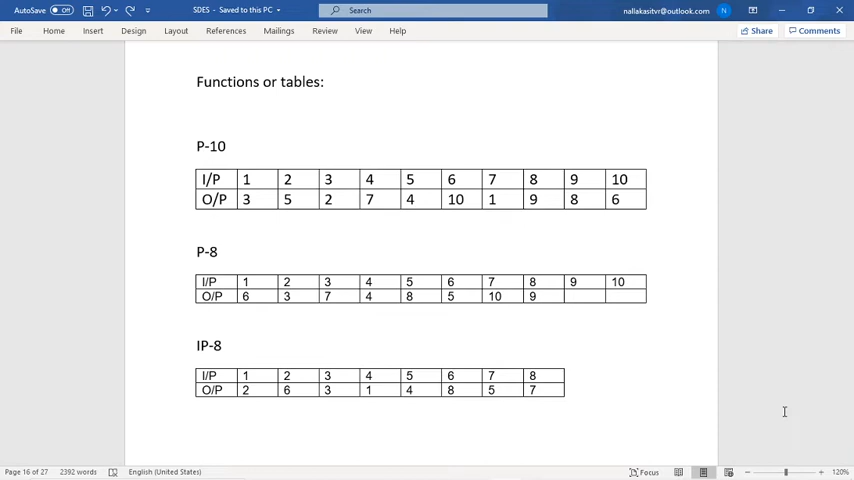 AutoSave Off SDES - Saved to this PC Search nallakasitvr@outlook.com N
File Home Insert Design Layout References Mailings Review View Help Share Comments
Functions or tables:
P-10
I/P 1 2 3 4 5 6 7 8 9 10
O/P 3 5 2 7 4 10 1 9 8 6
P-8
I/P 1 2 3 4 5 6 7 8 9 10
O/P 6 3 7 4 8 5 10 9
IP-8
I/P 1 2 3 4 5 6 7 8
O/P 2 6 3 1 4 8 5 7
Page 16 of 27 2392 words English (United States) Focus 120%